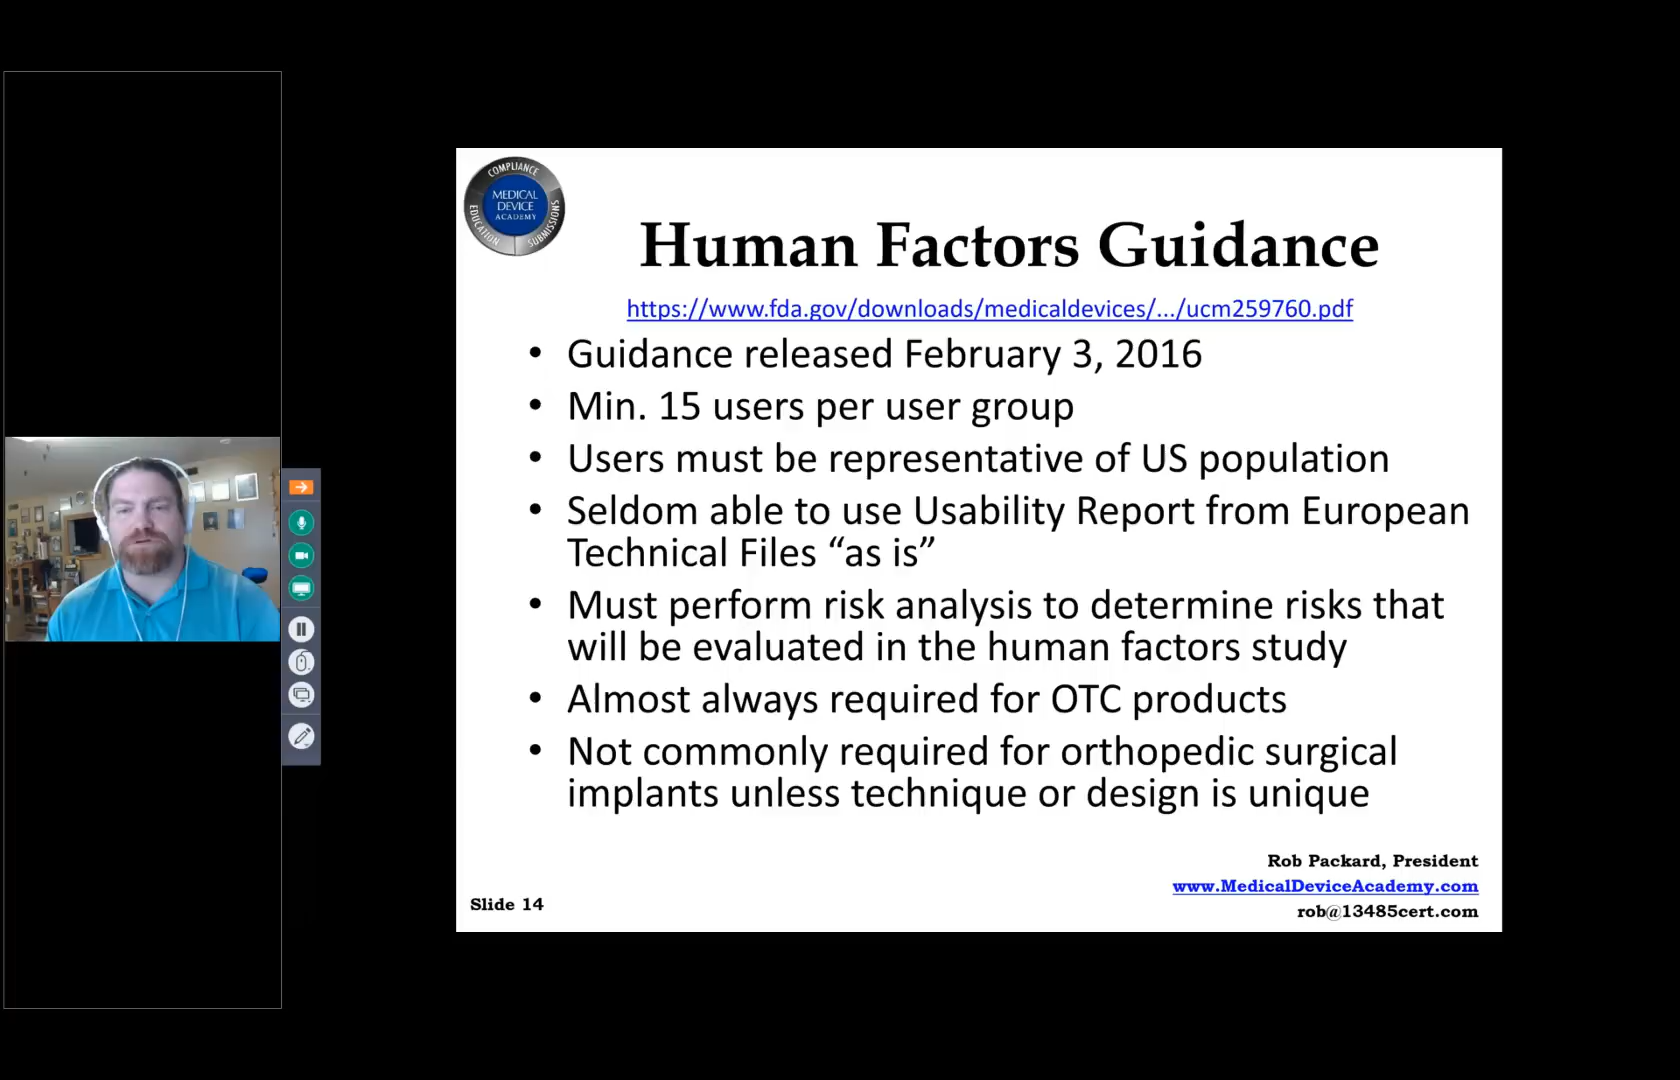 COMPLIANCE
MEDICAL
DEVICE
ACADEMY
EDUCATION
SUBMISSIONS
Human Factors Guidance
https://www.fda.gov/downloads/medicaldevices/.../ucm259760.pdf
• Guidance released February 3, 2016
• Min. 15 users per user group
• Users must be representative of US population
• Seldom able to use Usability Report from European
Technical Files “as is”
• Must perform risk analysis to determine risks that
will be evaluated in the human factors study
• Almost always required for OTC products
• Not commonly required for orthopedic surgical
implants unless technique or design is unique
Rob Packard, President
www.MedicalDeviceAcademy.com
rob@13485cert.com
Slide 14